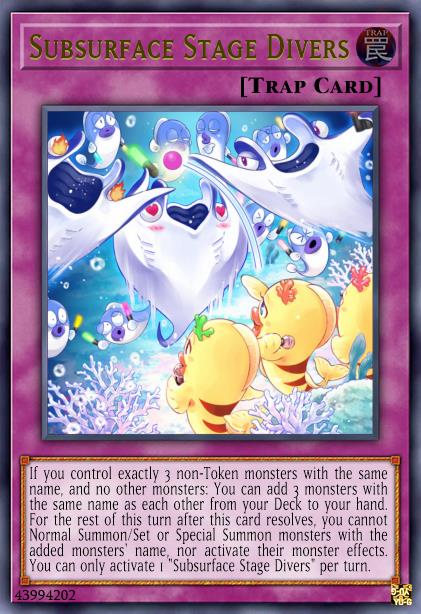 Subsurface Stage Divers
TRAP
罠
[Trap Card]
If you control exactly 3 non-Token monsters with the same
name, and no other monsters: You can add 3 monsters with
the same name as each other from your Deck to your hand.
For the rest of this turn after this card resolves, you cannot
Normal Summon/Set or Special Summon monsters with the
added monsters' name, nor activate their monster effects.
You can only activate 1 "Subsurface Stage Divers" per turn.
43994202